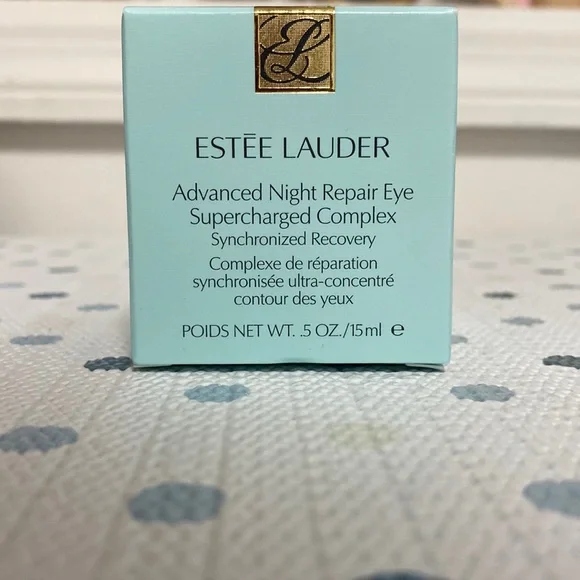 EL
ESTĒE LAUDER
Advanced Night Repair Eye
Supercharged Complex
Synchronized Recovery
Complexe de réparation
synchronisée ultra-concentré
contour des yeux
POIDS NET WT. .5 OZ./15ml e